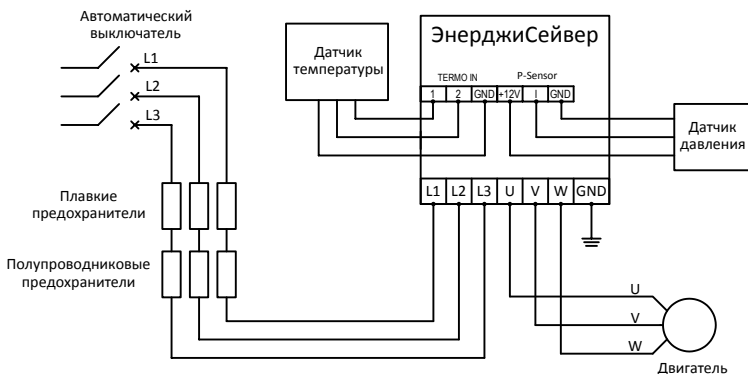 Автоматический
выключатель
L1
L2
L3
Датчик
температуры
ЭнерджиСейвер
TERMO IN
P-Sensor
1 2 GND +12V I GND
Датчик
давления
Плавкие
предохранители
L1 L2 L3 U V W GND
Полупроводниковые
предохранители
U
V
W
Двигатель